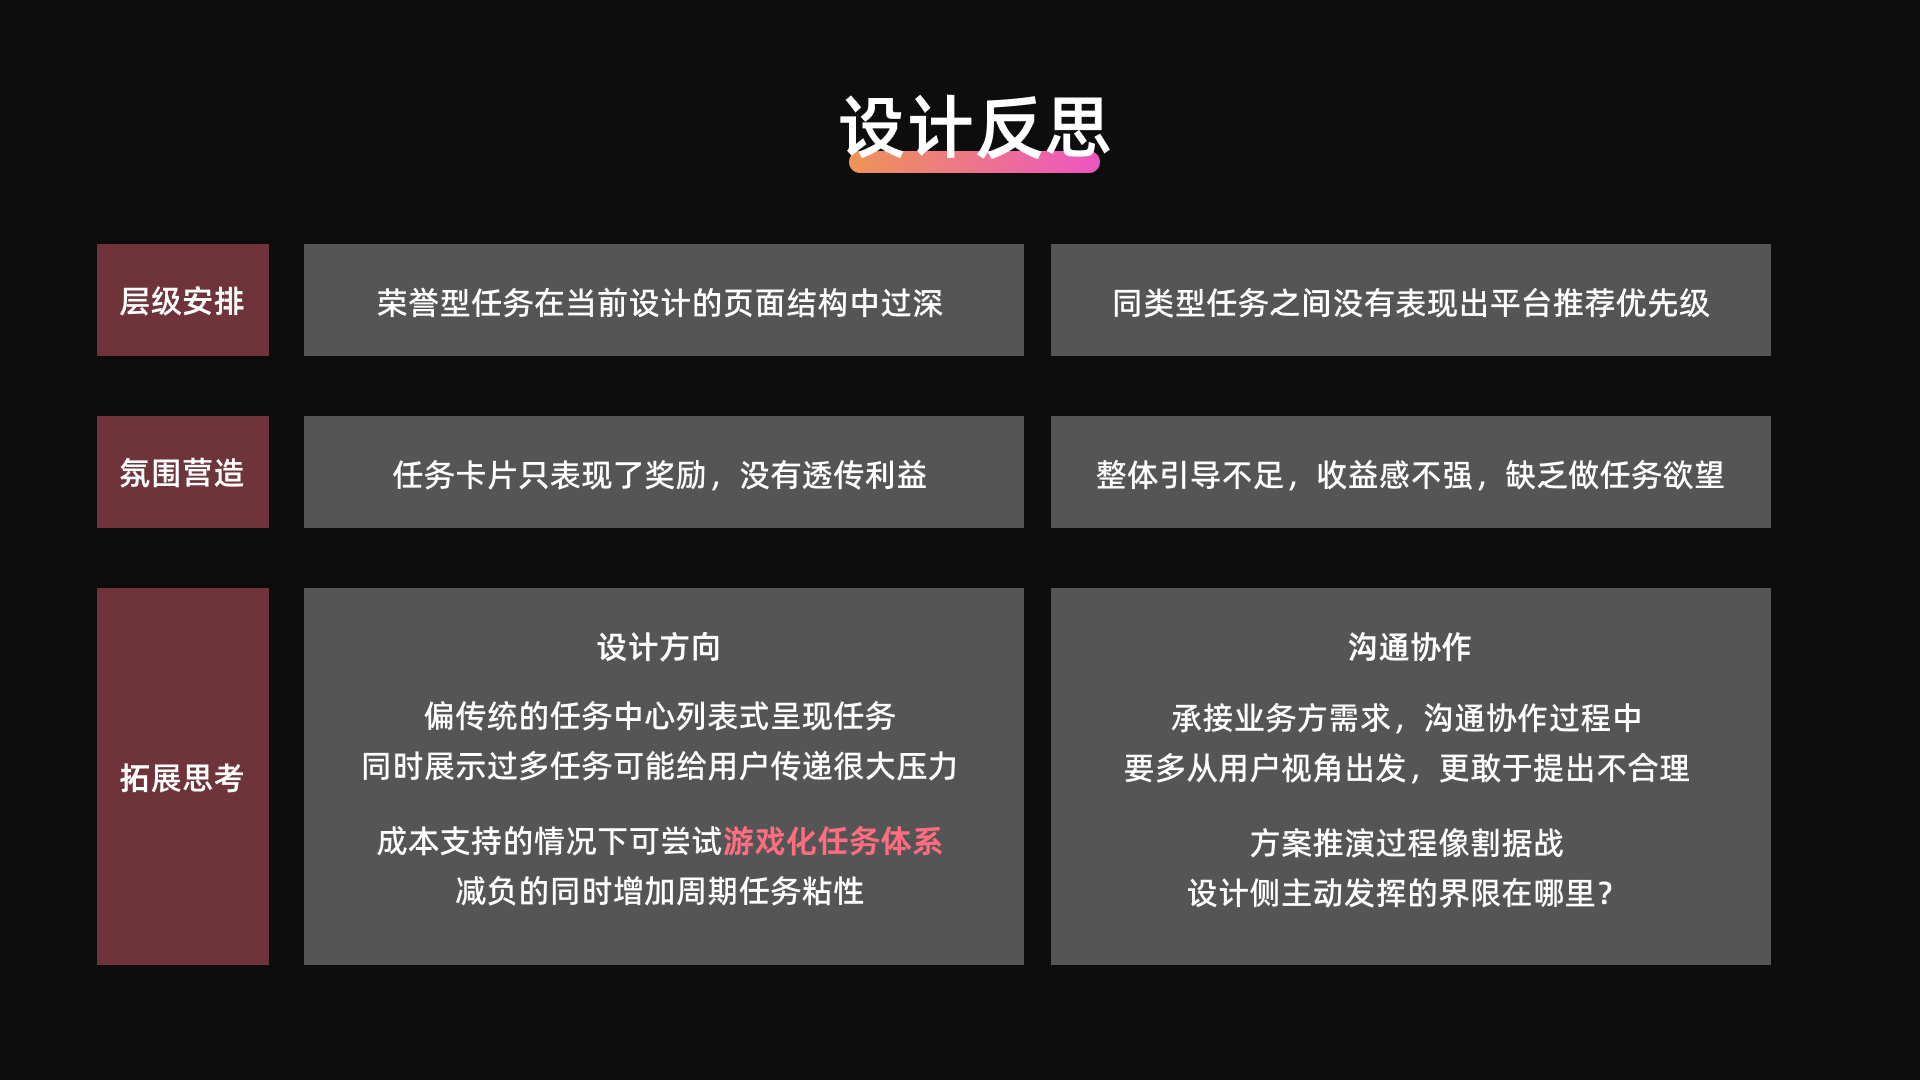 设计反思
层级安排
荣誉型任务在当前设计的页面结构中过深
同类型任务之间没有表现出平台推荐优先级
氛围营造
任务卡片只表现了奖励，没有透传利益
整体引导不足，收益感不强，缺乏做任务欲望
拓展思考
设计方向
偏传统的任务中心列表式呈现任务
同时展示过多任务可能给用户传递很大压力
成本支持的情况下可尝试游戏化任务体系
减负的同时增加周期任务粘性
沟通协作
承接业务方需求，沟通协作过程中
要多从用户视角出发，更敢于提出不合理
方案推演过程像割据战
设计侧主动发挥的界限在哪里？